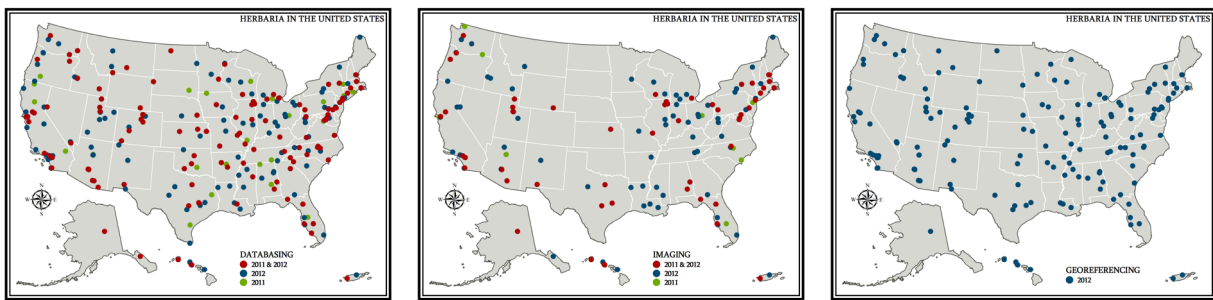 HERBARIA IN THE UNITED STATES
N
W E
S
DATABASING
2011 & 2012
2012
2011
HERBARIA IN THE UNITED STATES
N
W E
S
IMAGING
2011 & 2012
2012
2011
HERBARIA IN THE UNITED STATES
N
W E
S
GEOREFERENCING
2012